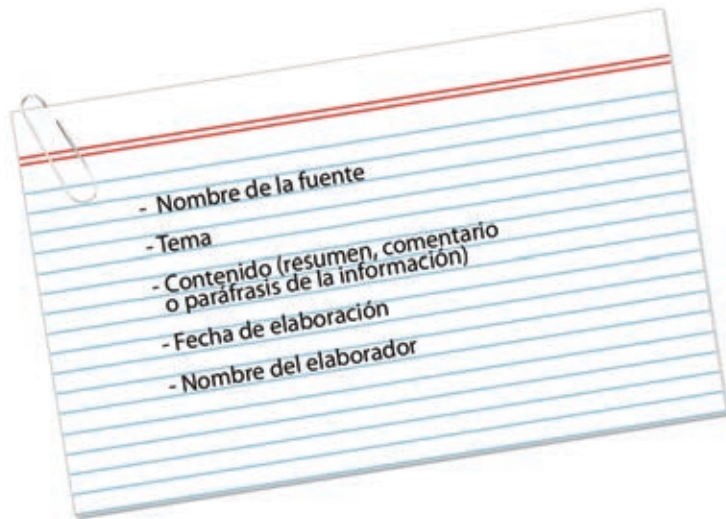 - Nombre de la fuente
- Tema
- Contenido (resumen, comentario
o paráfrasis de la información)
- Fecha de elaboración
- Nombre del elaborador